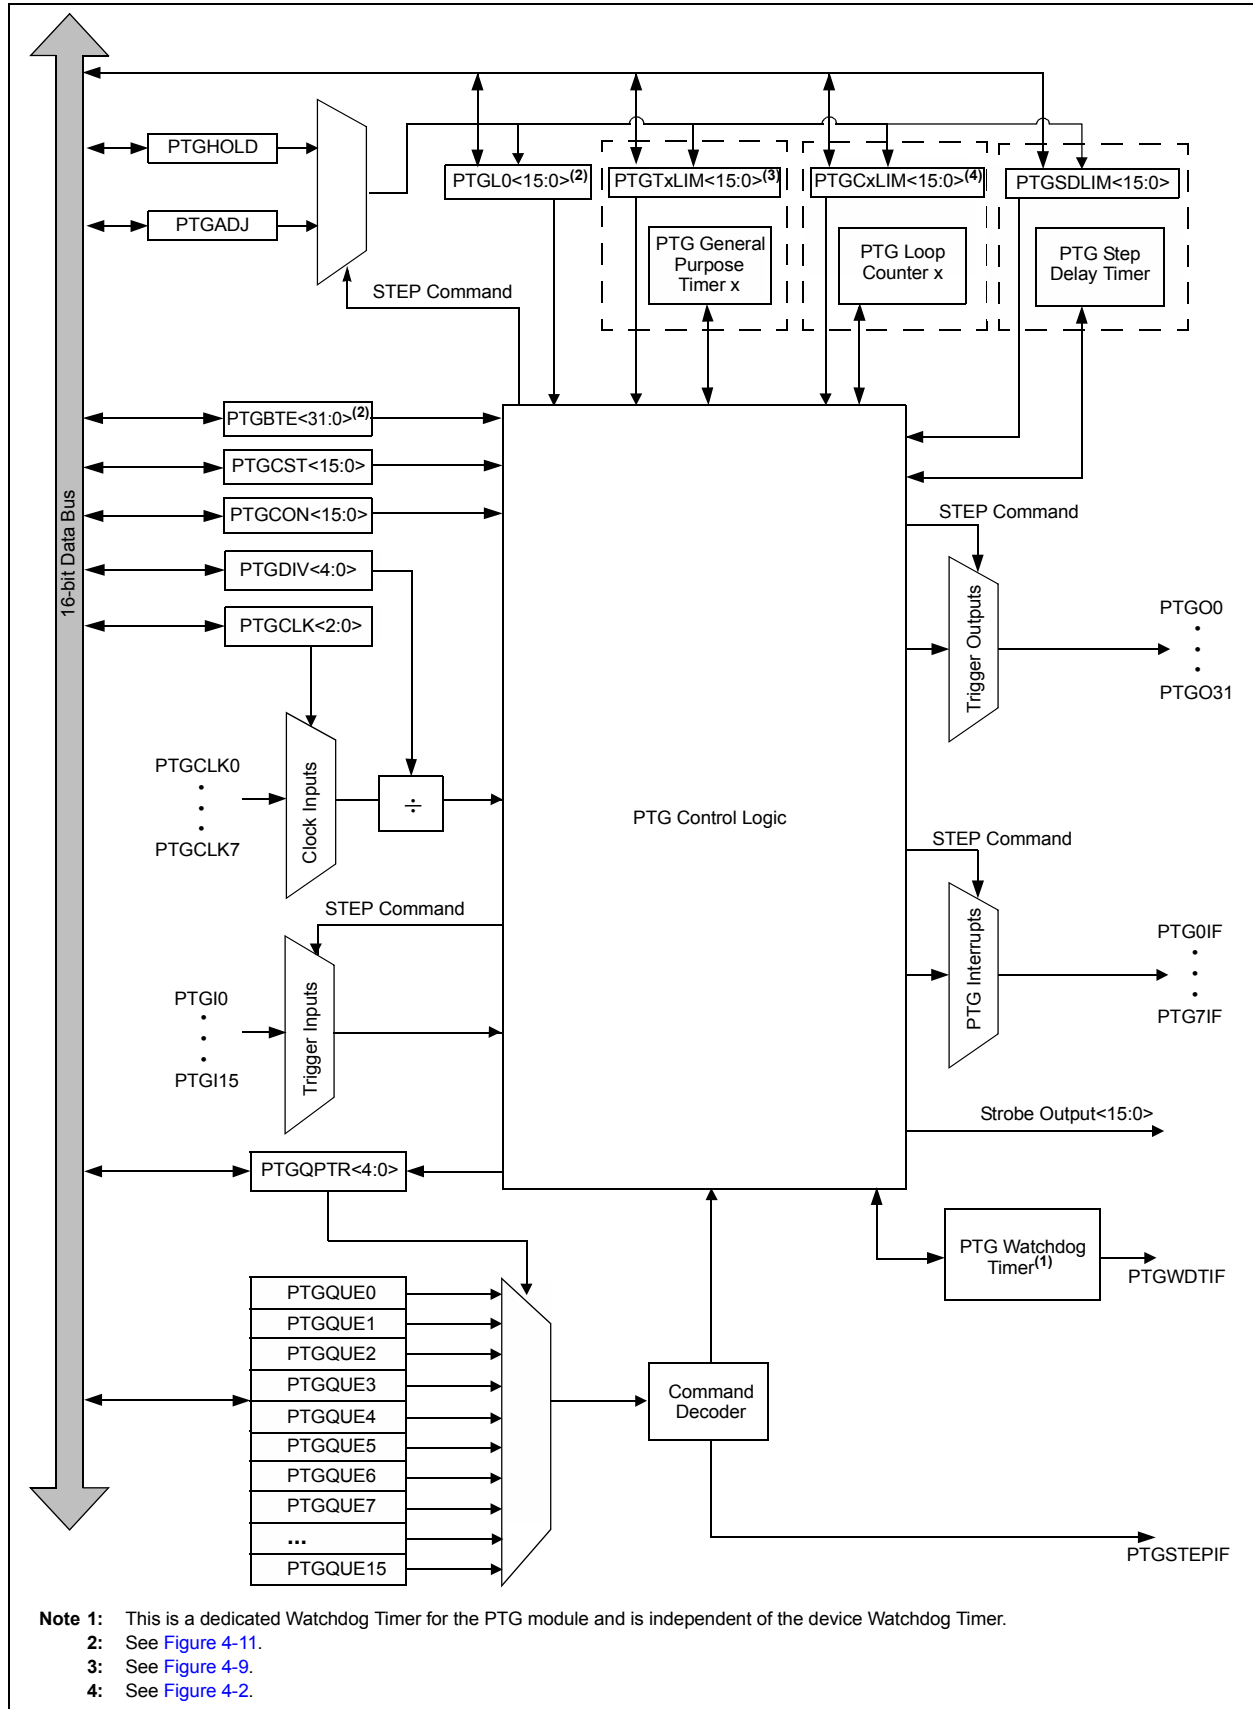 16-bit Data Bus
PTGHOLD
PTGADJ
PTGL0<15:0>(2)
PTGTxLIM<15:0>(3)
PTGCxLIM<15:0>(4)
PTGSDLIM<15:0>
PTG General
Purpose
Timer x
PTG Loop
Counter x
PTG Step
Delay Timer
STEP Command
PTGBTE<31:0>(2)
PTGCST<15:0>
PTGCON<15:0>
PTGDIV<4:0>
PTGCLK<2:0>
STEP Command
Trigger Outputs
PTGO0
PTGO31
PTGCLK0
PTGCLK7
Clock Inputs
÷
PTG Control Logic
STEP Command
PTG Interrupts
PTG0IF
PTG7IF
STEP Command
PTGI0
PTGI15
Trigger Inputs
Strobe Output<15:0>
PTGQPTR<4:0>
PTG Watchdog
Timer(1)
PTGWDTIF
PTGQUE0
PTGQUE1
PTGQUE2
PTGQUE3
PTGQUE4
PTGQUE5
PTGQUE6
PTGQUE7
...
PTGQUE15
Command
Decoder
PTGSTEPIF
Note 1: This is a dedicated Watchdog Timer for the PTG module and is independent of the device Watchdog Timer.
2: See Figure 4-11.
3: See Figure 4-9.
4: See Figure 4-2.